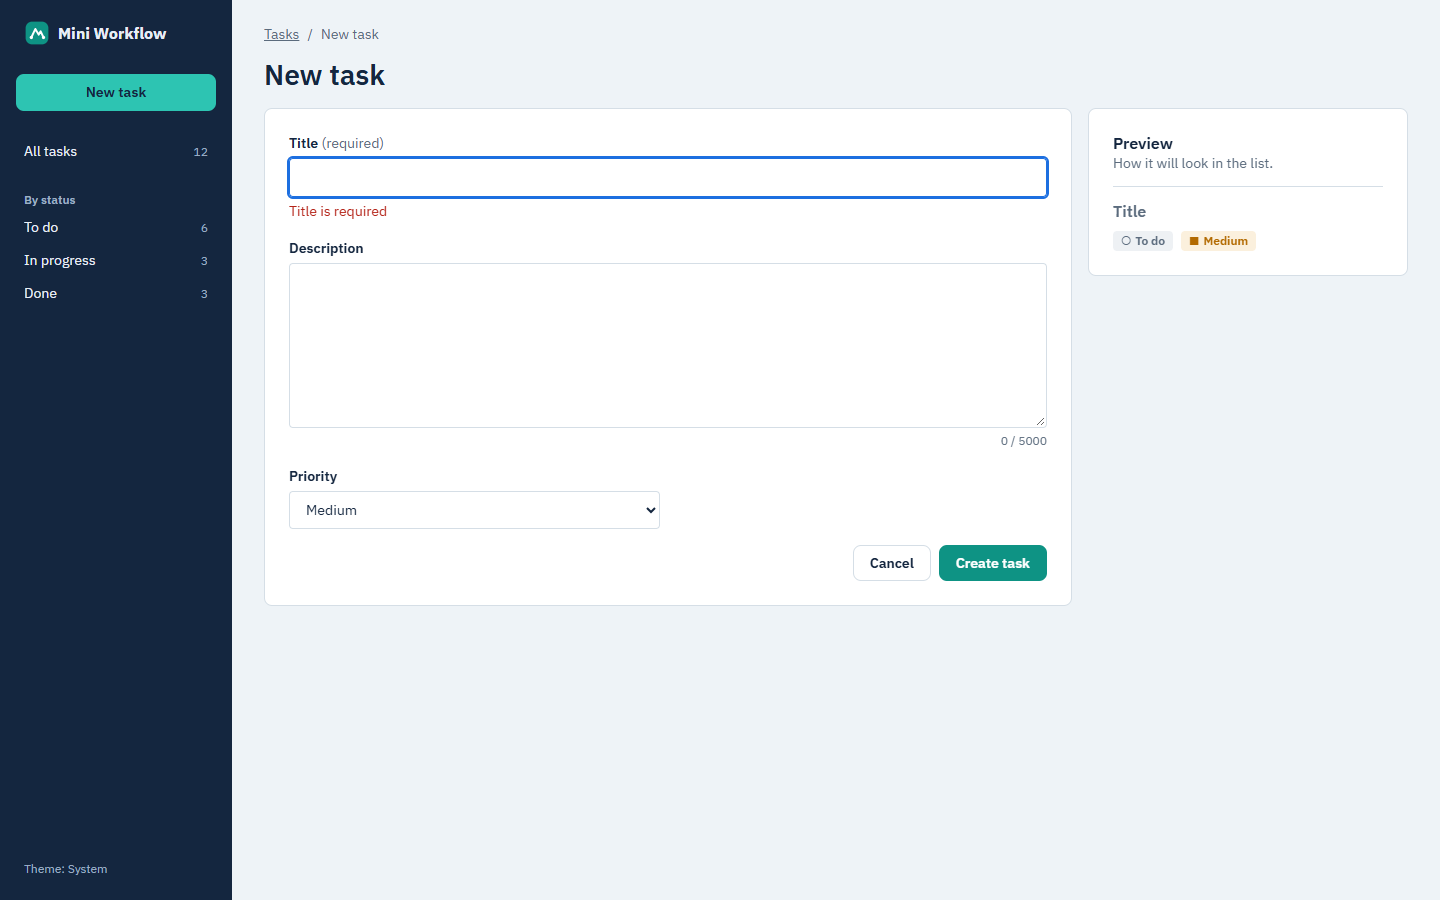 Mini Workflow
New task
All tasks 12
By status
To do 6
In progress 3
Done 3
Theme: System
Tasks / New task
New task
Title (required)
Title is required
Description
0 / 5000
Priority
Medium
Cancel
Create task
Preview
How it will look in the list.
Title
To do
Medium